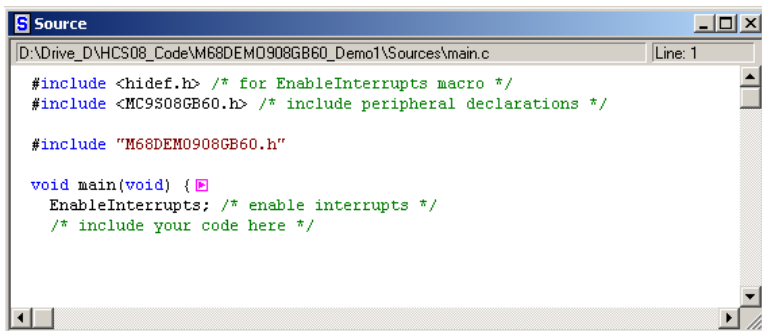 S Source
D:\Drive_D\HCS08_Code\M68DEMO908GB60_Demo1\Sources\main.c Line: 1
#include <hidef.h> /* for EnableInterrupts macro */
#include <MC9S08GB60.h> /* include peripheral declarations */
#include "M68DEMO908GB60.h"
void main(void) {
EnableInterrupts; /* enable interrupts */
/* include your code here */